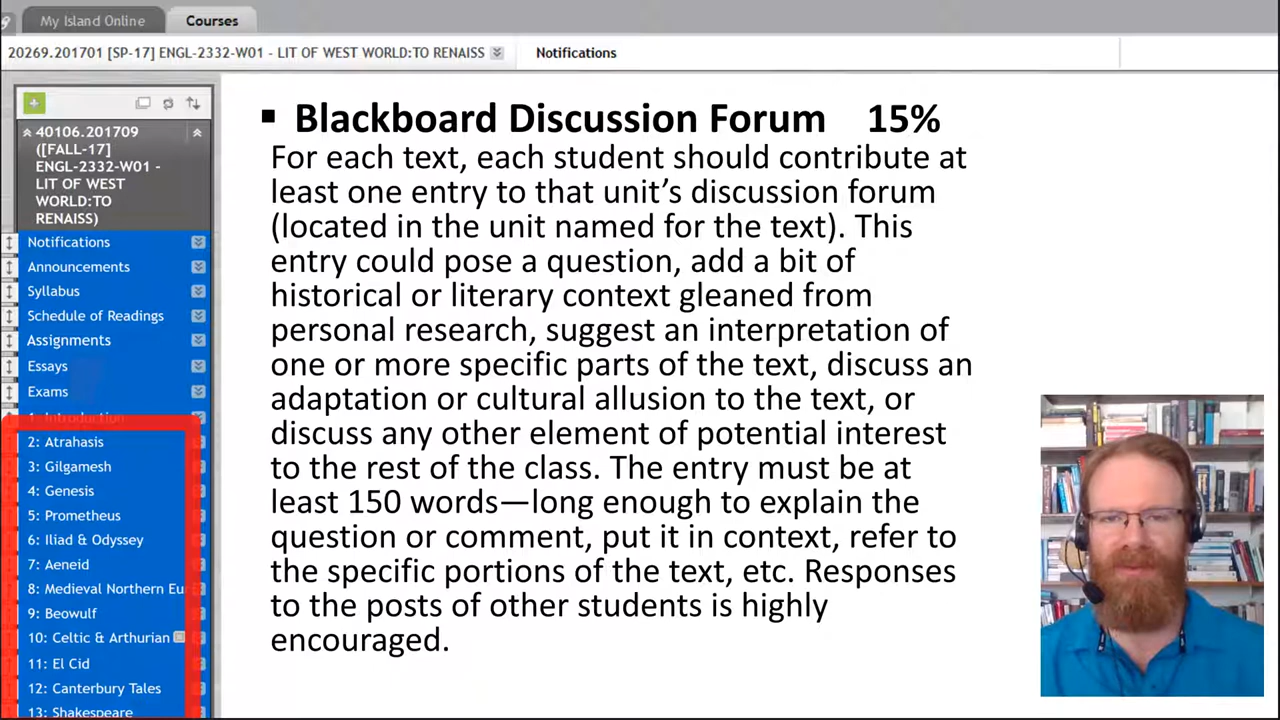 My Island Online
Courses
20269.201701 [SP-17] ENGL-2332-W01 - LIT OF WEST WORLD:TO RENAISS
Notifications
40106.201709
([FALL-17]
ENGL-2332-W01 -
LIT OF WEST
WORLD:TO
RENAISS)
Notifications
Announcements
Syllabus
Schedule of Readings
Assignments
Essays
Exams
1: Introduction
2: Atrahasis
3: Gilgamesh
4: Genesis
5: Prometheus
6: Iliad & Odyssey
7: Aeneid
8: Medieval Northern Eu
9: Beowulf
10: Celtic & Arthurian
11: El Cid
12: Canterbury Tales
13: Shakespeare
▪ Blackboard Discussion Forum 15%
For each text, each student should contribute at
least one entry to that unit’s discussion forum
(located in the unit named for the text). This
entry could pose a question, add a bit of
historical or literary context gleaned from
personal research, suggest an interpretation of
one or more specific parts of the text, discuss an
adaptation or cultural allusion to the text, or
discuss any other element of potential interest
to the rest of the class. The entry must be at
least 150 words—long enough to explain the
question or comment, put it in context, refer to
the specific portions of the text, etc. Responses
to the posts of other students is highly
encouraged.